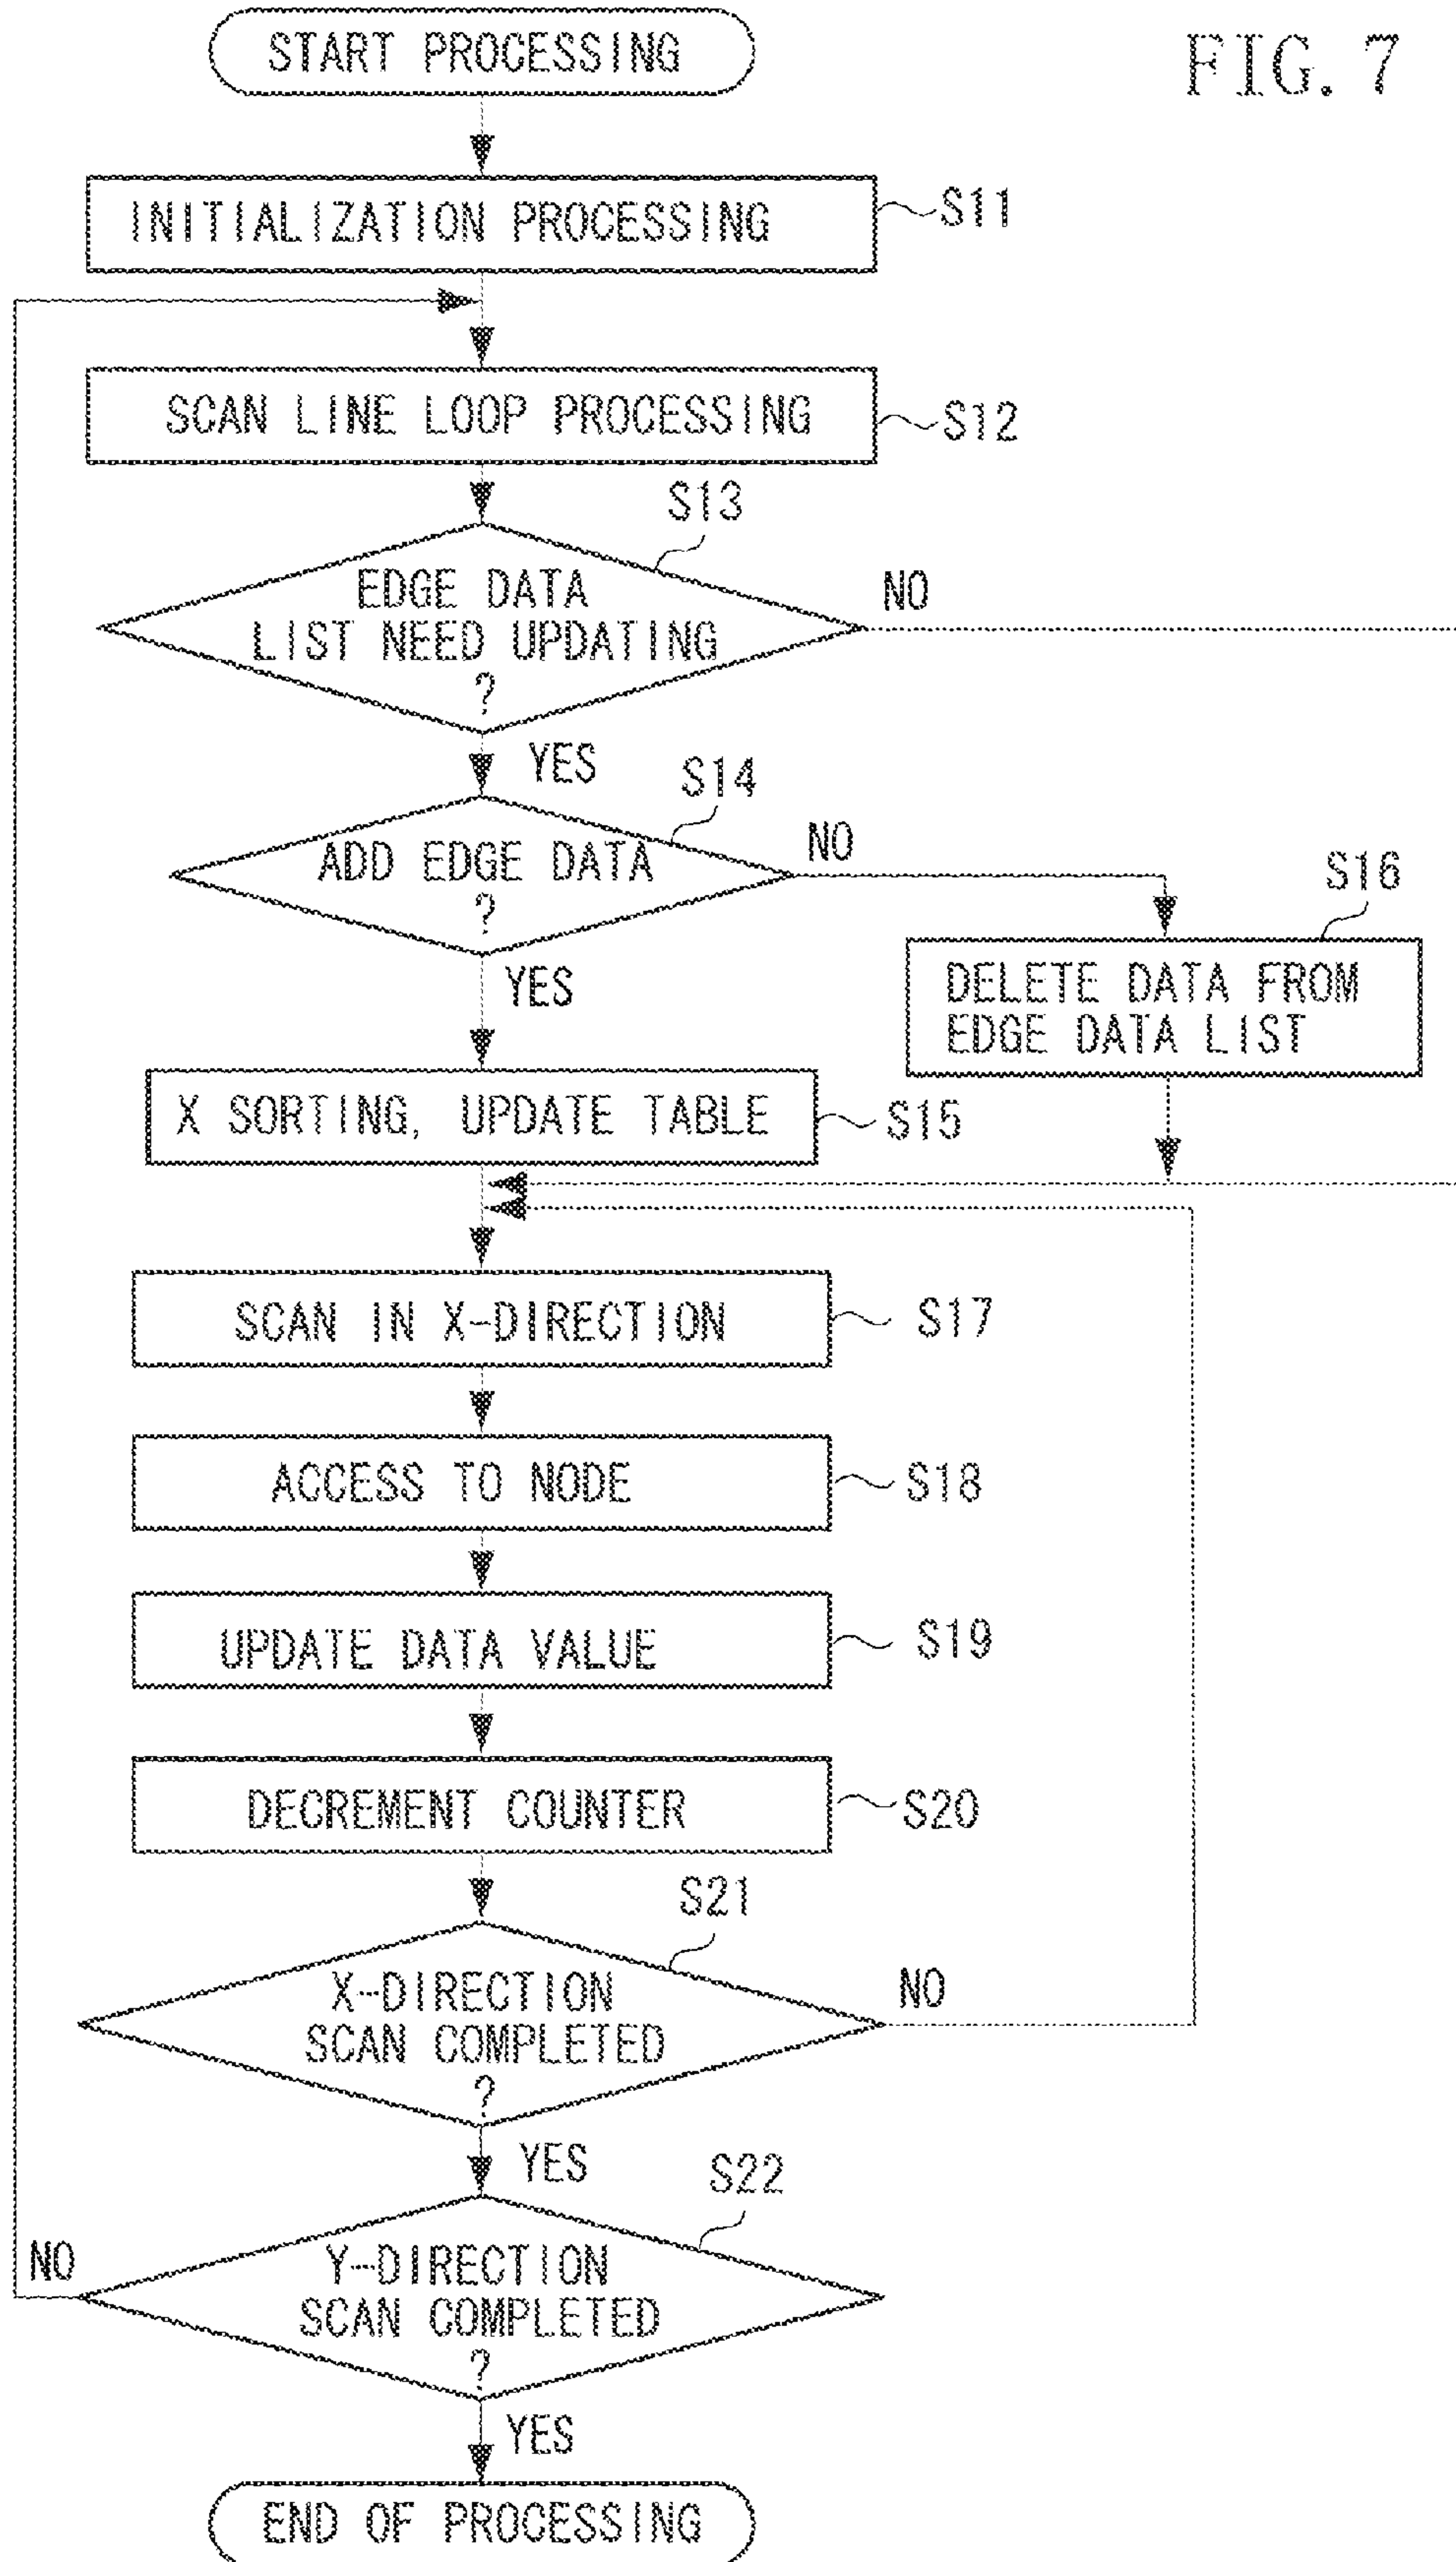 START PROCESSING
FIG. 7
INITIALIZATION PROCESSING
S11
SCAN LINE LOOP PROCESSING
S12
S13
EDGE DATA
LIST NEED UPDATING
?
NO
YES
S14
ADD EDGE DATA
?
NO
YES
S16
DELETE DATA FROM
EDGE DATA LIST
X SORTING, UPDATE TABLE
S15
SCAN IN X-DIRECTION
S17
ACCESS TO NODE
S18
UPDATE DATA VALUE
S19
DECREMENT COUNTER
S20
S21
X-DIRECTION
SCAN COMPLETED
?
NO
YES
S22
Y-DIRECTION
SCAN COMPLETED
?
NO
YES
END OF PROCESSING